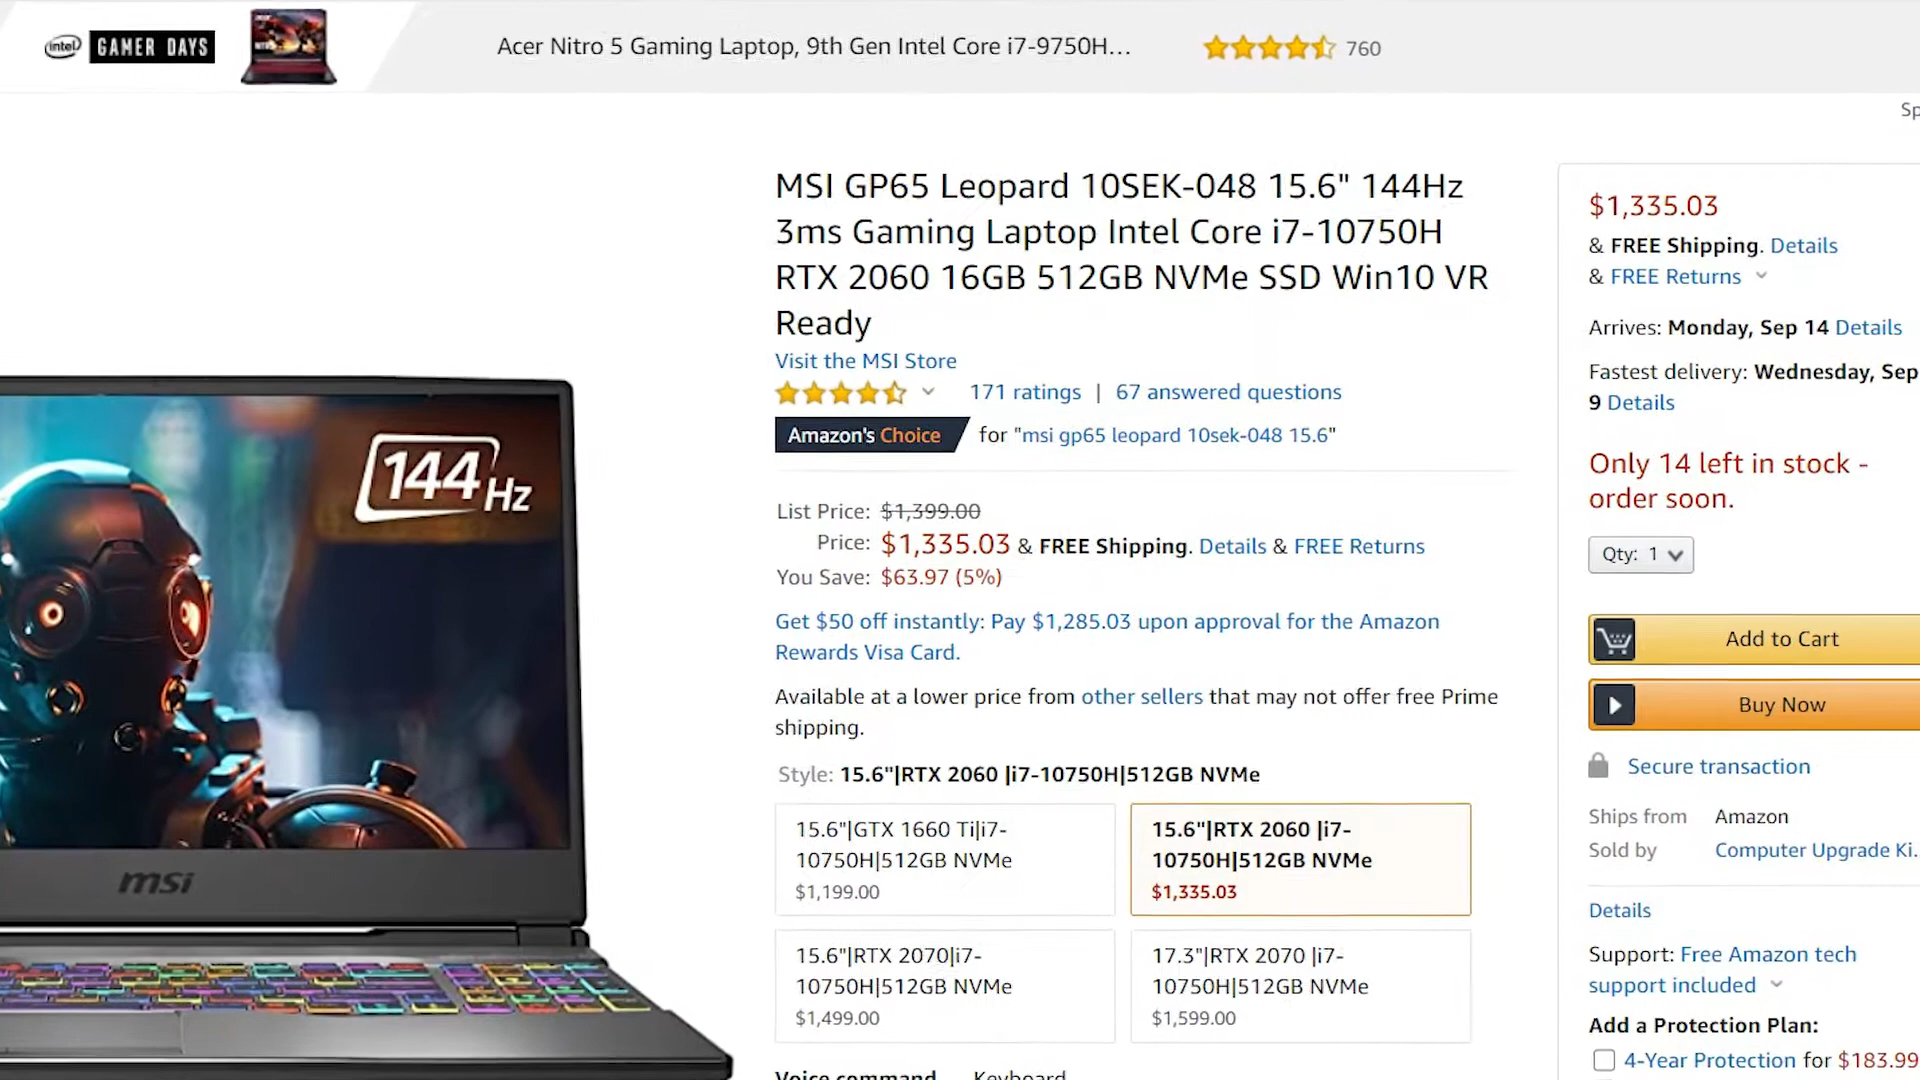 intel GAMER DAYS
Acer Nitro 5 Gaming Laptop, 9th Gen Intel Core i7-9750H...
760
MSI GP65 Leopard 10SEK-048 15.6" 144Hz
3ms Gaming Laptop Intel Core i7-10750H
RTX 2060 16GB 512GB NVMe SSD Win10 VR
Ready
Visit the MSI Store
171 ratings | 67 answered questions
Amazon's Choice for "msi gp65 leopard 10sek-048 15.6"
List Price: $1,399.00
Price: $1,335.03 & FREE Shipping. Details & FREE Returns
You Save: $63.97 (5%)
Get $50 off instantly: Pay $1,285.03 upon approval for the Amazon
Rewards Visa Card.
Available at a lower price from other sellers that may not offer free Prime
shipping.
Style: 15.6"|RTX 2060 |i7-10750H|512GB NVMe
15.6"|GTX 1660 Ti|i7-
10750H|512GB NVMe
$1,199.00
15.6"|RTX 2060 |i7-
10750H|512GB NVMe
$1,335.03
15.6"|RTX 2070|i7-
10750H|512GB NVMe
$1,499.00
17.3"|RTX 2070 |i7-
10750H|512GB NVMe
$1,599.00
Voice command Keyboard
144 Hz
msi
$1,335.03
& FREE Shipping. Details
& FREE Returns
Arrives: Monday, Sep 14 Details
Fastest delivery: Wednesday, Sep
9 Details
Only 14 left in stock -
order soon.
Qty: 1
Add to Cart
Buy Now
Secure transaction
Ships from Amazon
Sold by Computer Upgrade Ki.
Details
Support: Free Amazon tech
support included
Add a Protection Plan:
4-Year Protection for $183.99